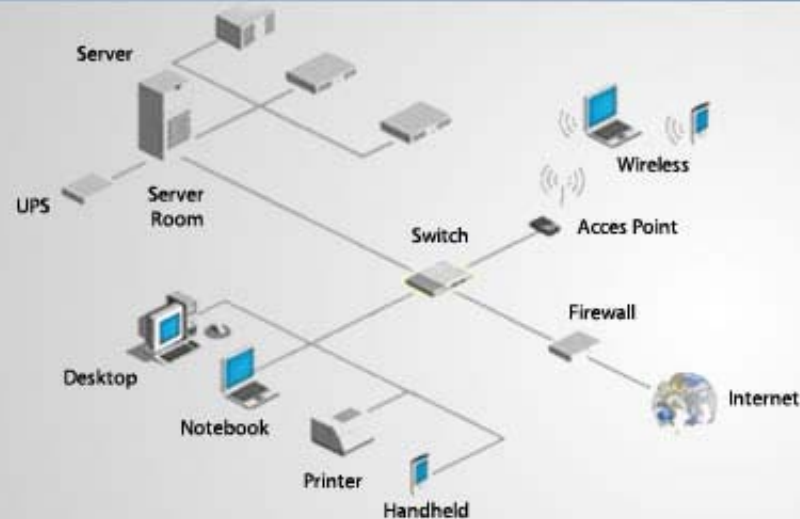 Server
Wireless
UPS
Server
Room
Switch
Acces Point
Firewall
Desktop
Internet
Notebook
Printer
Handheld